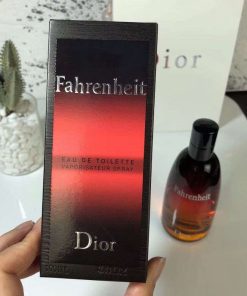 Dior
Fahrenheit
EAU DE TOILETTE
VAPORISATEUR SPRAY
Dior
Fahrenheit